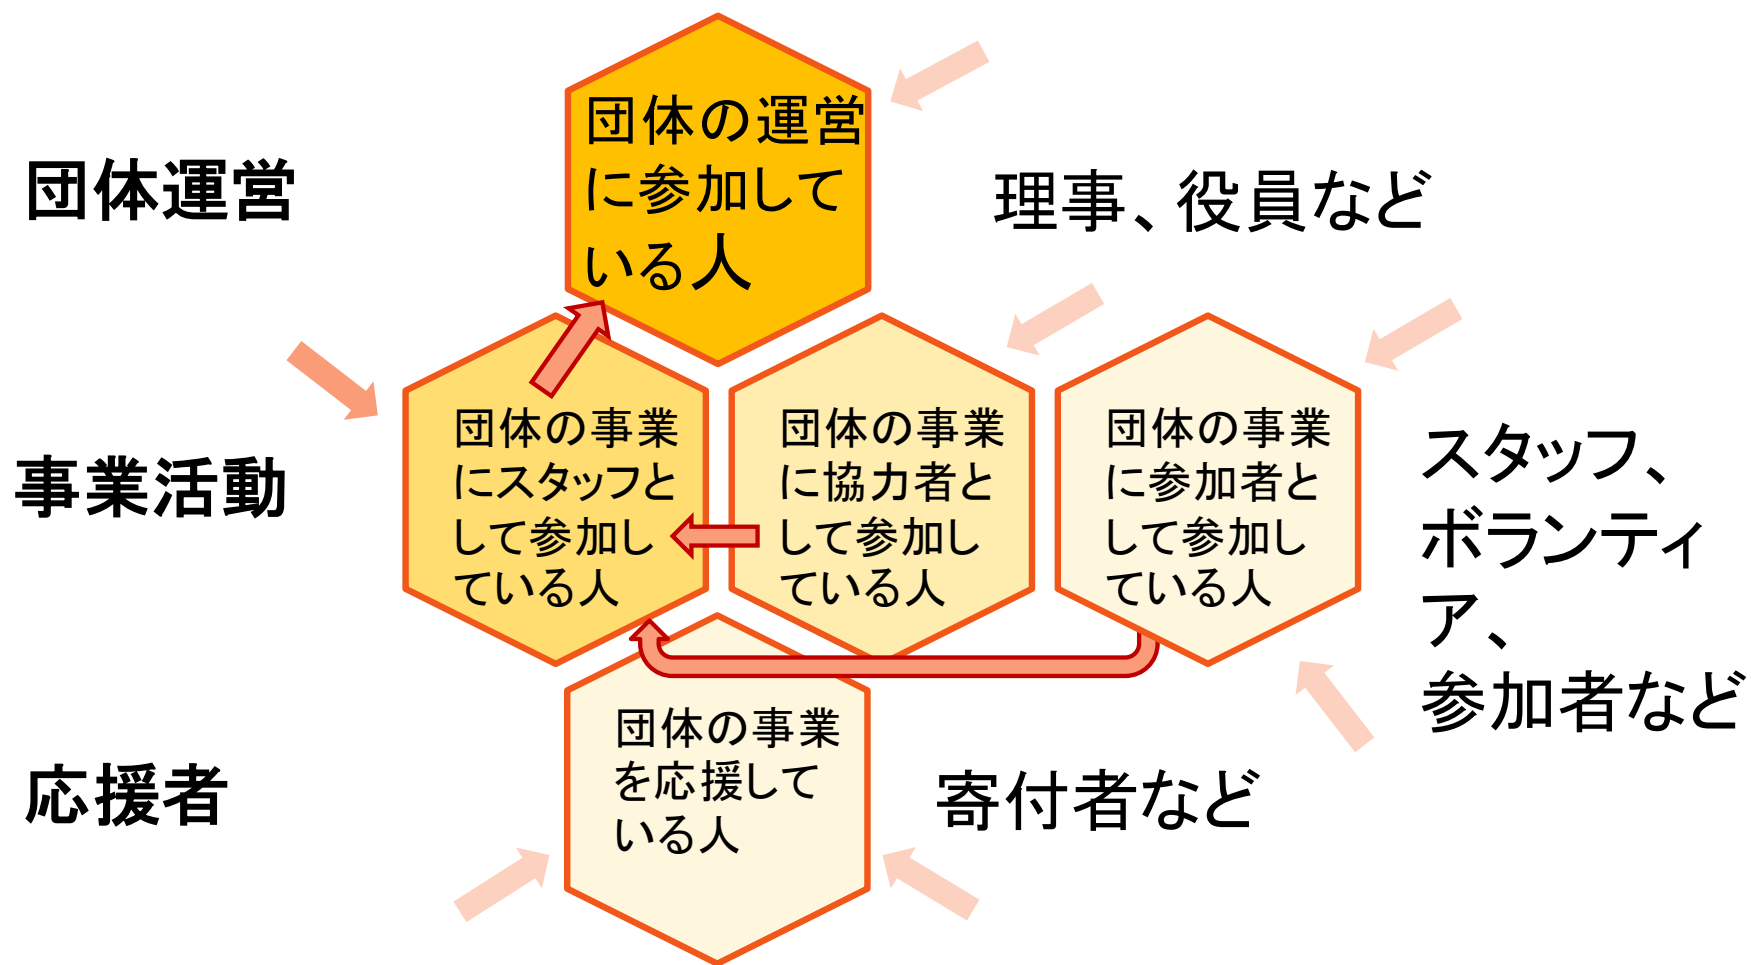 団体の運営
に参加して
いる人
団体運営
理事、役員など
団体の事業
にスタッフと
して参加し
ている人
団体の事業
に協力者と
して参加し
ている人
団体の事業
に参加者と
して参加し
ている人
事業活動
スタッフ、
ボランティ
ア、
参加者など
団体の事業
を応援して
いる人
応援者
寄付者など